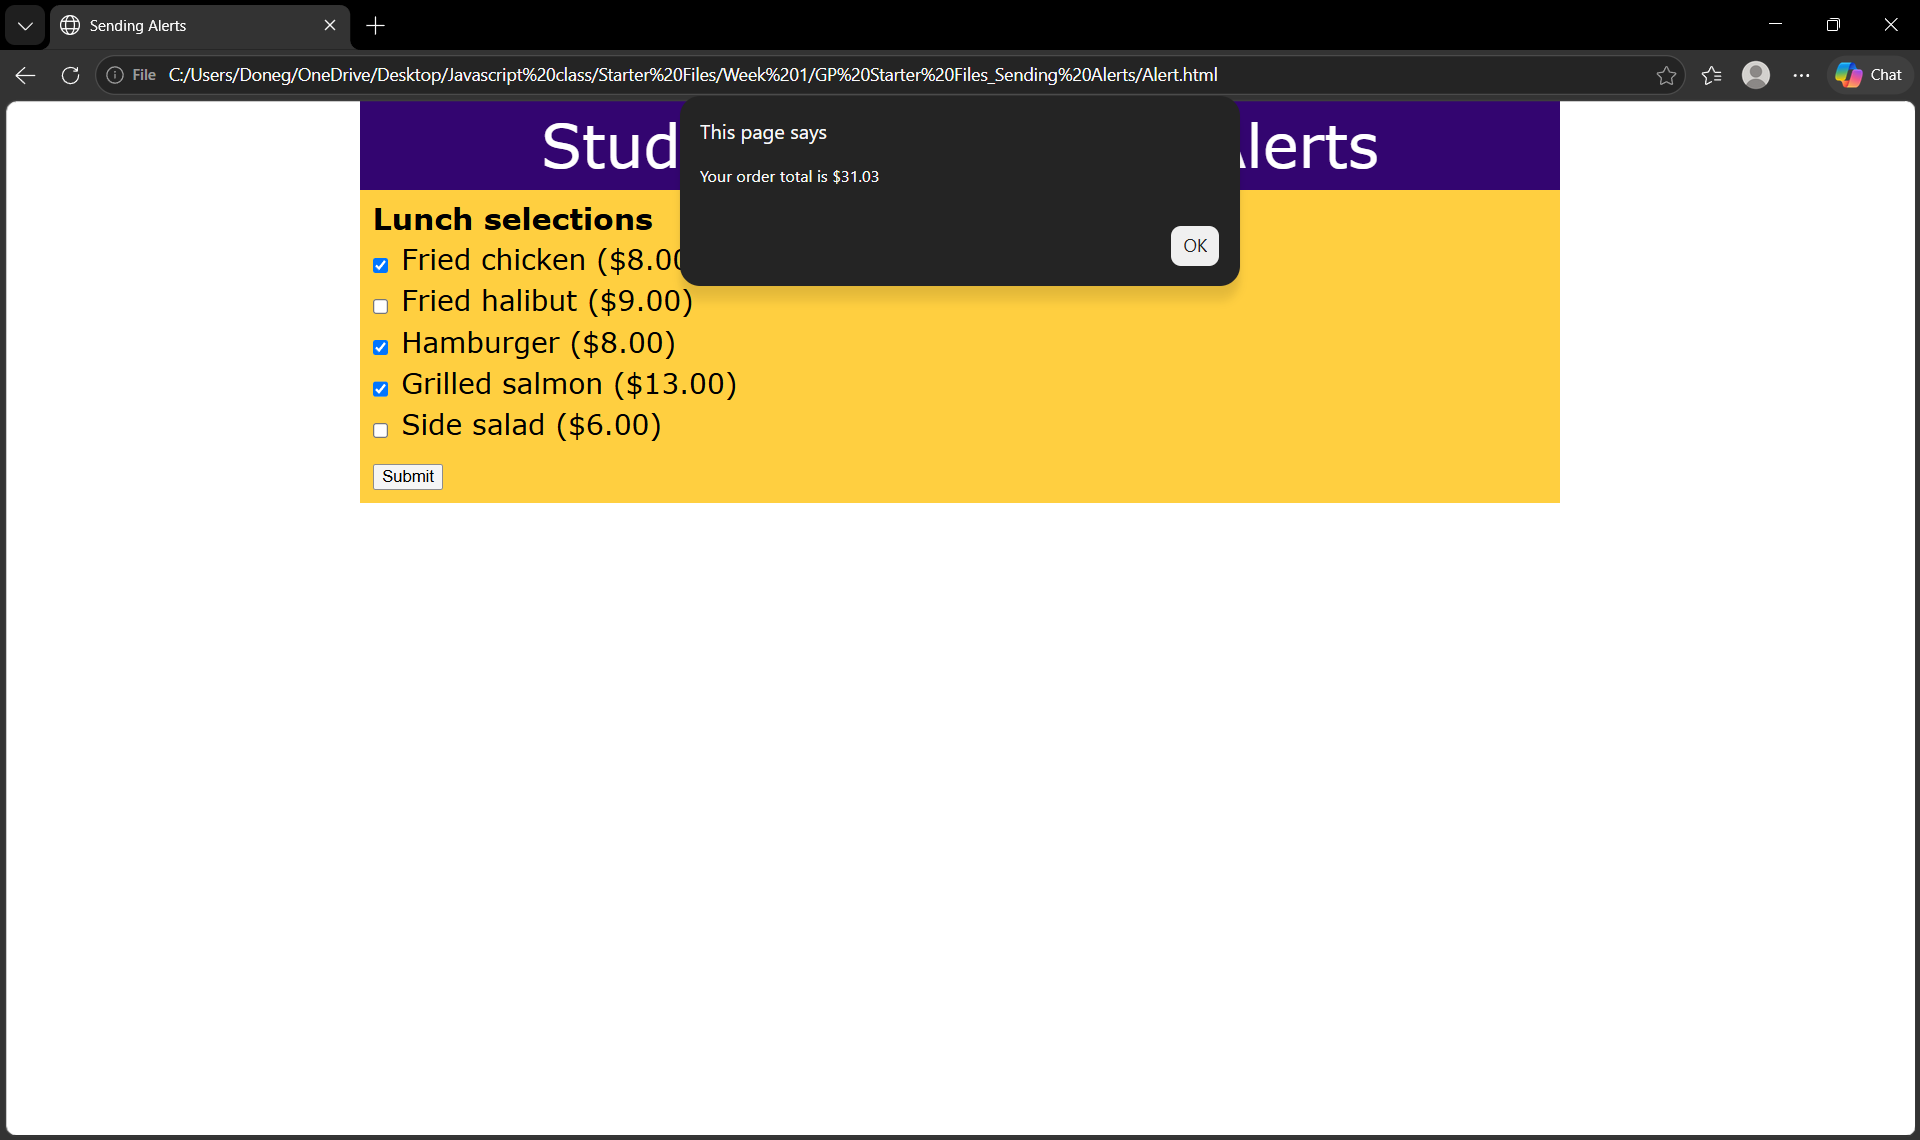 Sending Alerts
File C:/Users/Doneg/OneDrive/Desktop/Javascript%20class/Starter%20Files/Week%201/GP%20Starter%20Files_Sending%20Alerts/Alert.html
Chat
Stud lerts
This page says
Your order total is $31.03
OK
Lunch selections
Fried chicken ($8.00
Fried halibut ($9.00)
Hamburger ($8.00)
Grilled salmon ($13.00)
Side salad ($6.00)
Submit